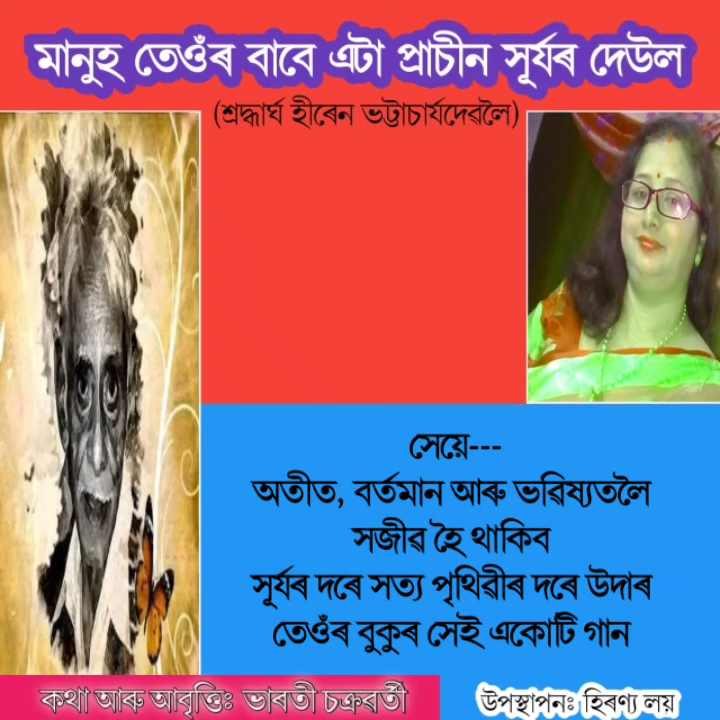 মানুহ তেওঁৰ বাবে এটা প্ৰাচীন সূৰ্যৰ দেউল
(শ্ৰদ্ধাৰ্ঘ হীৰেন ভট্টাচাৰ্যদেৱলৈ)
সেয়ে---
অতীত, বৰ্তমান আৰু ভৱিষ্যতলৈ
সজীৱ হৈ থাকিব
সূৰ্যৰ দৰে সত্য পৃথিৱীৰ দৰে উদাৰ
তেওঁৰ বুকুৰ সেই একোটি গান
কথা আৰু আবৃত্তিঃ ভাৰতী চক্ৰৱৰ্তী
উপস্থাপনঃ হিৰণ্য লয়